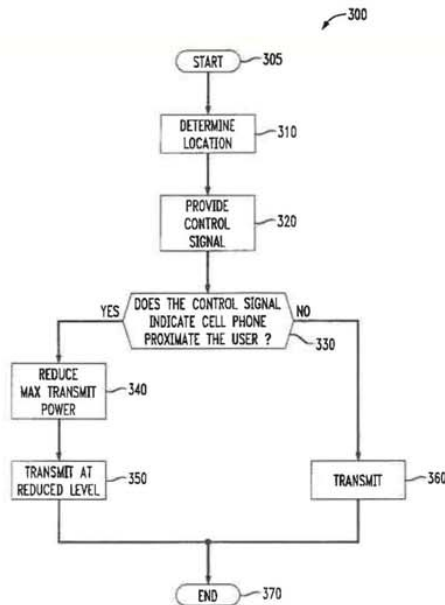 300
START
305
DETERMINE
LOCATION
310
PROVIDE
CONTROL
SIGNAL
320
YES
DOES THE CONTROL SIGNAL
INDICATE CELL PHONE
PROXIMATE THE USER ?
NO
330
REDUCE
MAX TRANSMIT
POWER
340
TRANSMIT AT
REDUCED LEVEL
350
TRANSMIT
360
END
370